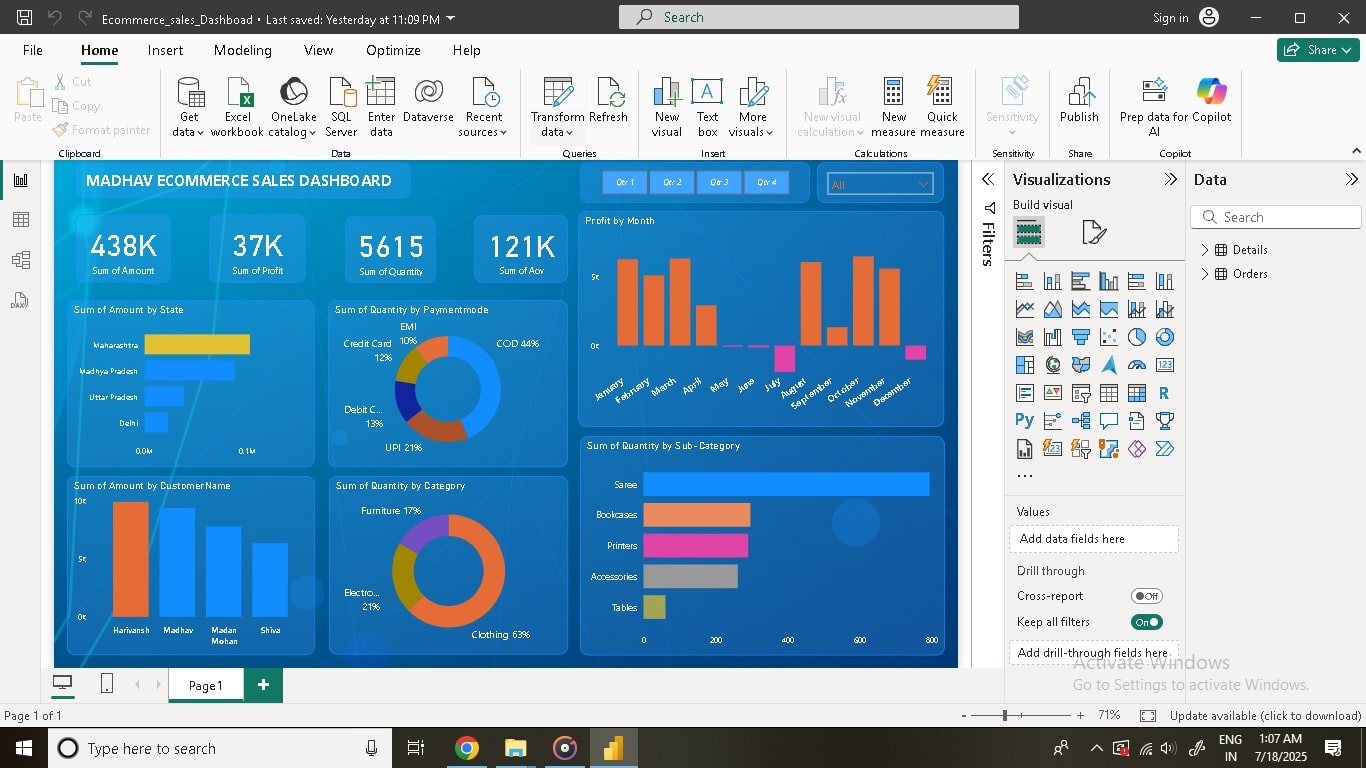 Ecommerce_sales_Dashboad • Last saved: Yesterday at 11:09 PM
Search
Sign in
File
Home
Insert
Modeling
View
Optimize
Help
Share
Paste
Cut
Copy
Format painter
Get data
Excel workbook
OneLake catalog
SQL Server
Enter data
Dataverse
Recent sources
Transform data
Refresh
New visual
Text box
More visuals
New visual calculation
New measure
Quick measure
Sensitivity
Publish
Prep data for AI
Copilot
Clipboard
Data
Queries
Insert
Calculations
Sensitivity
Share
Copilot
MADHAV ECOMMERCE SALES DASHBOARD
Qtr 1
Qtr 2
Qtr 3
Qtr 4
All
438K
Sum of Amount
37K
Sum of Profit
5615
Sum of Quantity
121K
Sum of Aov
Profit by Month
5K
0K
January
February
March
April
May
June
July
August
September
October
November
December
Sum of Amount by State
Maharashtra
Madhya Pradesh
Uttar Pradesh
Delhi
0.0M
0.1M
Sum of Quantity by Paymentmode
EMI
10%
Credit Card
12%
COD 44%
Debit C...
13%
UPI 21%
Sum of Amount by CustomerName
10K
5K
0K
Harivansh
Madhav
Madan
Mohan
Shiva
Sum of Quantity by Category
Furniture 17%
Electro...
21%
Clothing 63%
Sum of Quantity by Sub-Category
Saree
Bookcases
Printers
Accessories
Tables
0
200
400
600
800
Filters
Visualizations
Build visual
123
R
Py
...
Values
Add data fields here
Drill through
Cross-report
Off
Keep all filters
On
Add drill-through fields here
Data
Search
Details
Orders
Activate Windows
Go to Settings to activate Windows.
DAX
Page 1
Page 1 of 1
-
+
71%
Update available (click to download)
Type here to search
ENG
IN
1:07 AM
7/18/2025